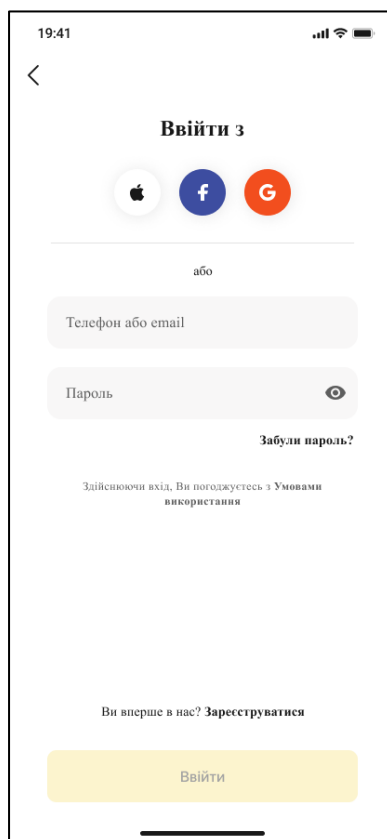 19:41
Ввійти з
або
Телефон або email
Пароль
Забули пароль?
Здійснюючи вхід, Ви погоджуєтесь з Умовами
використання
Ви вперше в нас? Зареєструватися
Ввійти